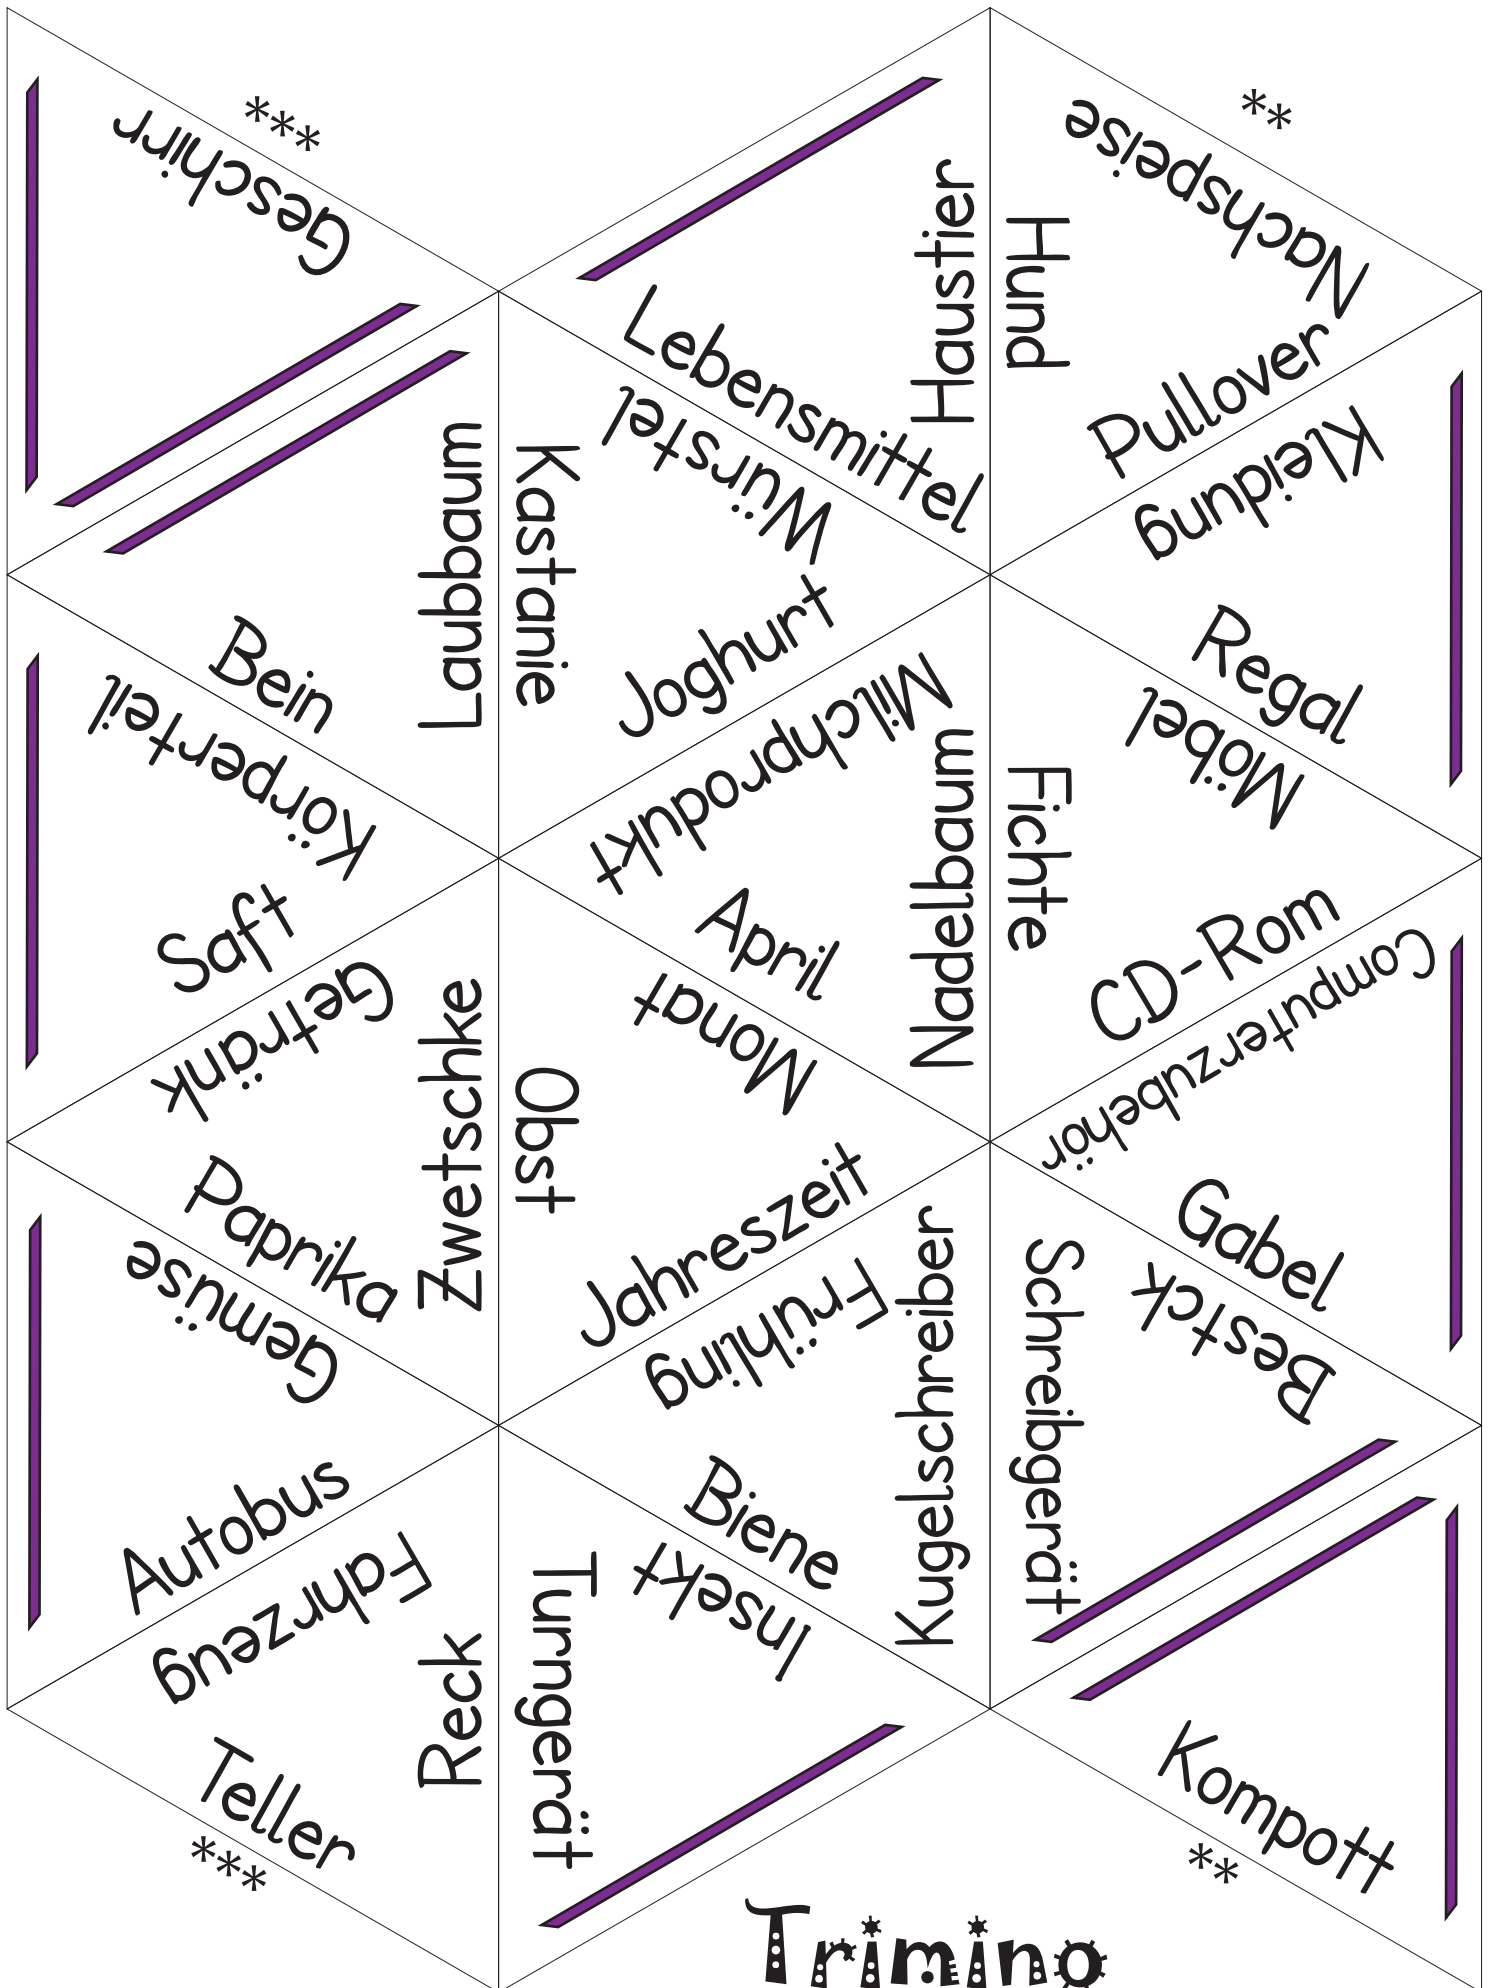 ***
Geschirr
**
Nachspeise
Haustier
Hund
Lebensmittel
Pullover
Würstel
Kleidung
Laubbaum
Kastanie
Joghurt
Bein
Regal
Milchprodukt
Möbel
Körperteil
Nadelbaum
Fichte
April
Saft
CD-Rom
Getränk
Monat
Computerzubehör
Zwetschke
Obst
Paprika
Jahreszeit
Gabel
Gemüse
Frühling
Besteck
Kugelschreiber
Schreibgerät
Autobus
Biene
Fahrzeug
Insekt
Reck
Turngerät
Teller
***
Kompott
**
Trimino